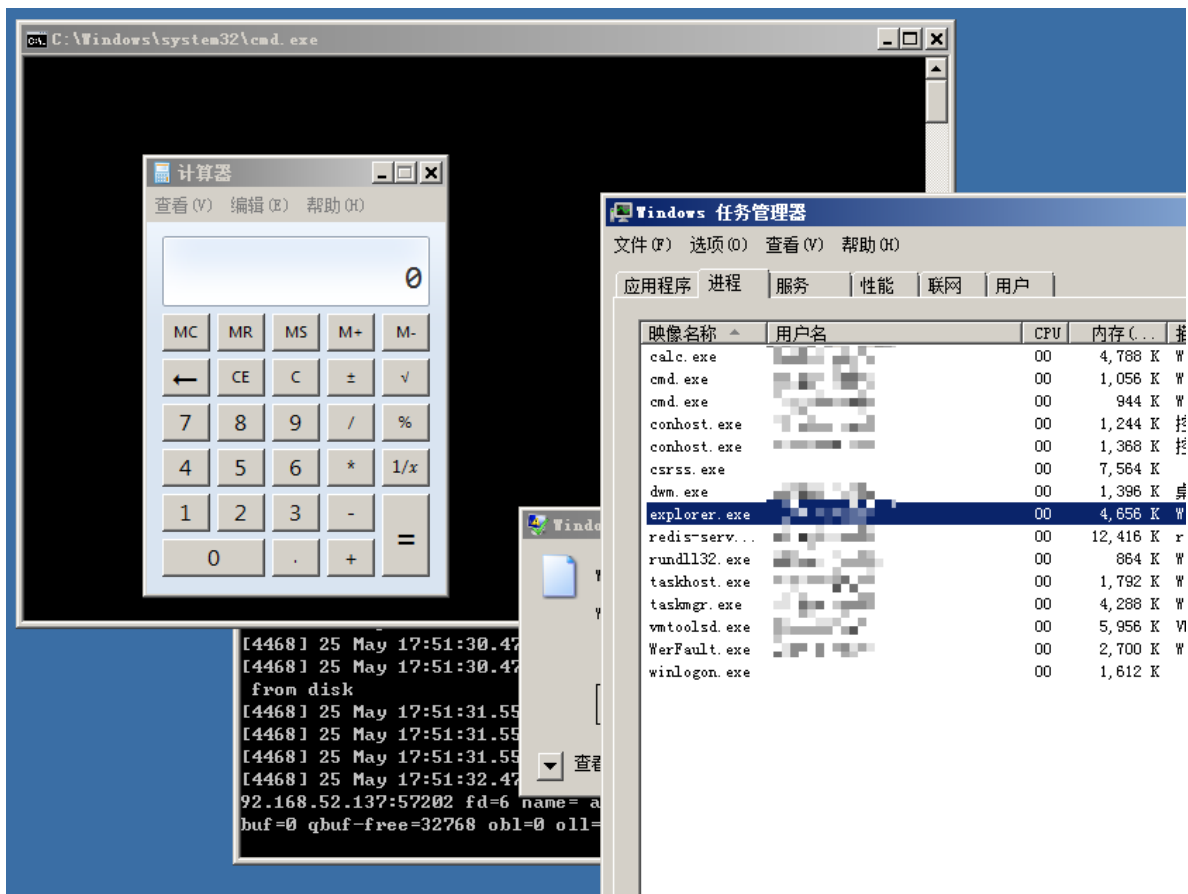 C:\Windows\system32\cmd.exe
计算器
查看(V) 编辑(E) 帮助(H)
0
MC MR MS M+ M-
← CE C ± √
7 8 9 / %
4 5 6 * 1/x
1 2 3 - =
0 . +
Windows 任务管理器
文件(F) 选项(O) 查看(V) 帮助(H)
应用程序 进程 服务 性能 联网 用户
映像名称 用户名 CPU 内存(...
calc.exe 00 4,788 K W
cmd.exe 00 1,056 K W
cmd.exe 00 944 K W
conhost.exe 00 1,244 K 控
conhost.exe 00 1,368 K 控
csrss.exe 00 7,564 K
dwm.exe 00 1,396 K 桌
explorer.exe 00 4,656 K W
redis-serv... 00 12,416 K r
rundll32.exe 00 864 K W
taskhost.exe 00 1,792 K W
taskmgr.exe 00 4,288 K W
vmtoolsd.exe 00 5,956 K VM
WerFault.exe 00 2,700 K W
winlogon.exe 00 1,612 K
Windo
查看
[4468] 25 May 17:51:30.47
[4468] 25 May 17:51:30.47
from disk
[4468] 25 May 17:51:31.55
[4468] 25 May 17:51:31.55
[4468] 25 May 17:51:31.55
[4468] 25 May 17:51:32.47
92.168.52.137:57202 fd=6 name= a
buf=0 qbuf-free=32768 obl=0 oll=